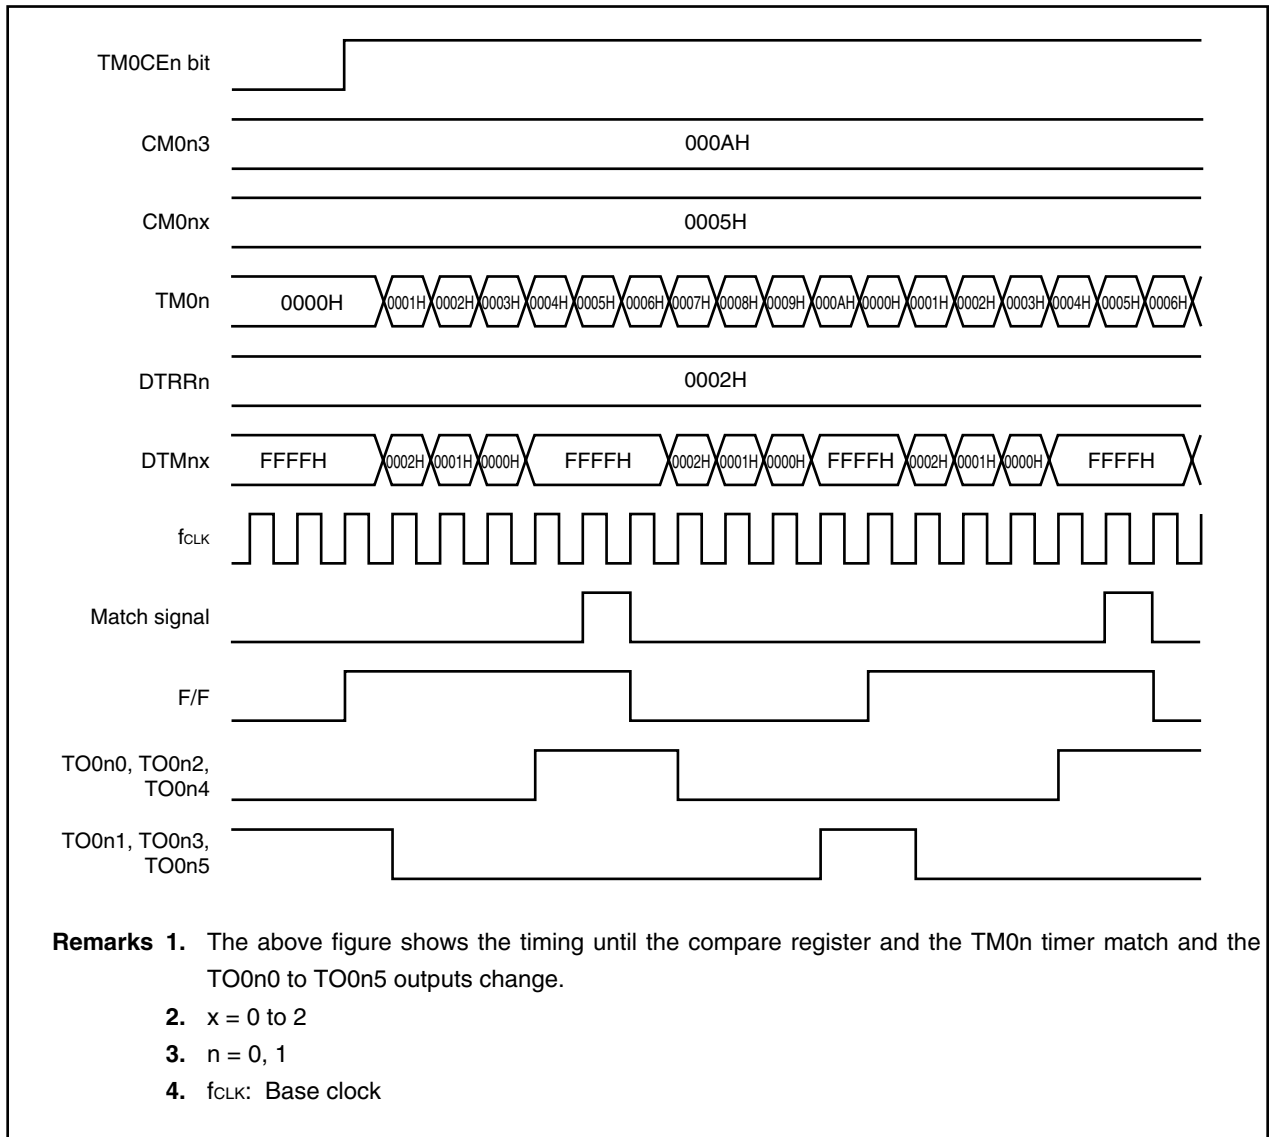 TM0CEn bit
CM0n3 000AH
CM0nx 0005H
TM0n 0000H 0001H 0002H 0003H 0004H 0005H 0006H 0007H 0008H 0009H 000AH 0000H 0001H 0002H 0003H 0004H 0005H 0006H
DTRRn 0002H
DTMnx FFFFH 0002H 0001H 0000H FFFFH 0002H 0001H 0000H FFFFH 0002H 0001H 0000H FFFFH
fCLK
Match signal
F/F
TO0n0, TO0n2,
TO0n4
TO0n1, TO0n3,
TO0n5
Remarks 1. The above figure shows the timing until the compare register and the TM0n timer match and the
TO0n0 to TO0n5 outputs change.
2. x = 0 to 2
3. n = 0, 1
4. fCLK: Base clock